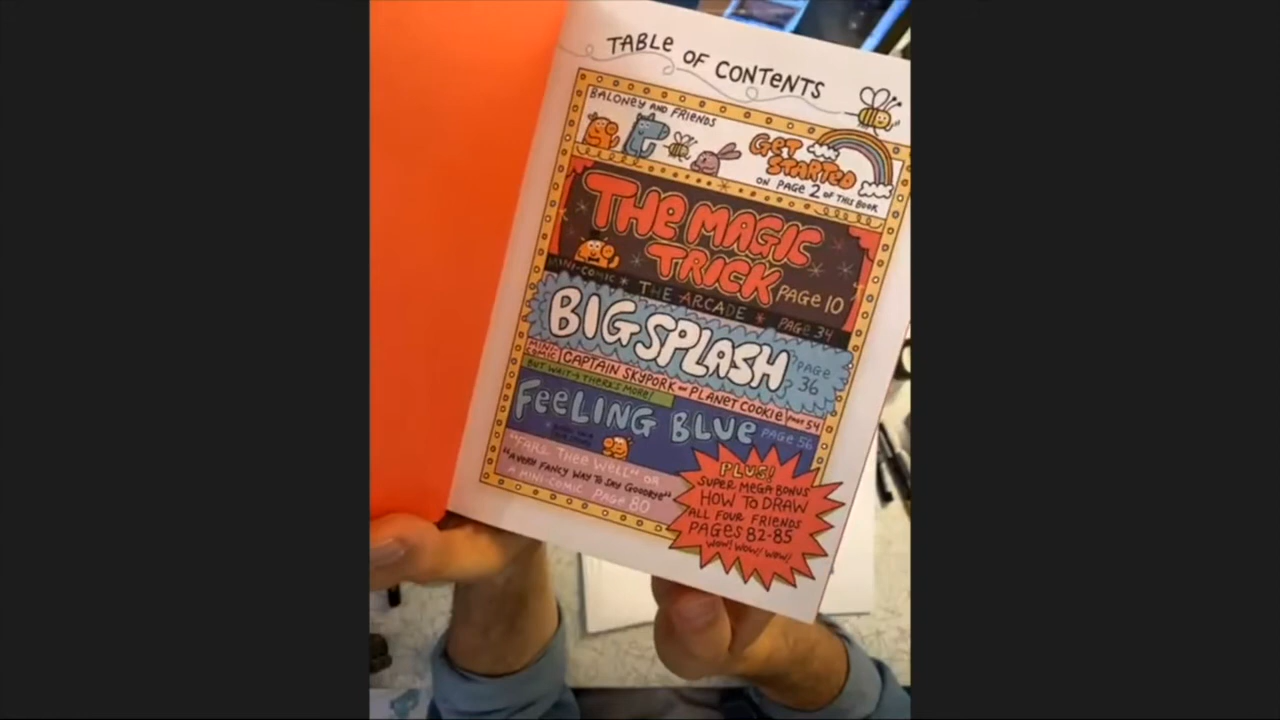 TABLE OF CONTENTS
BALONEY AND FRIENDS
GET STARTED
ON PAGE 2 OF THIS BOOK
THE MAGIC TRICK PAGE 10
MINI-COMIC * THE ARCADE * PAGE 34
BIG SPLASH PAGE 36
MINI-COMIC CAPTAIN SKYPORK PLANET COOKIE PAGE 54
BUT WAIT THERE'S MORE!
FEELING BLUE PAGE 56
"FARE THEE WELL" OR
"A VERY FANCY WAY TO SAY GOODBYE"
A MINI-COMIC PAGE 80
PLUS!
SUPER MEGA BONUS
HOW TO DRAW
ALL FOUR FRIENDS
PAGES 82-85
WOW! WOW! WOW!